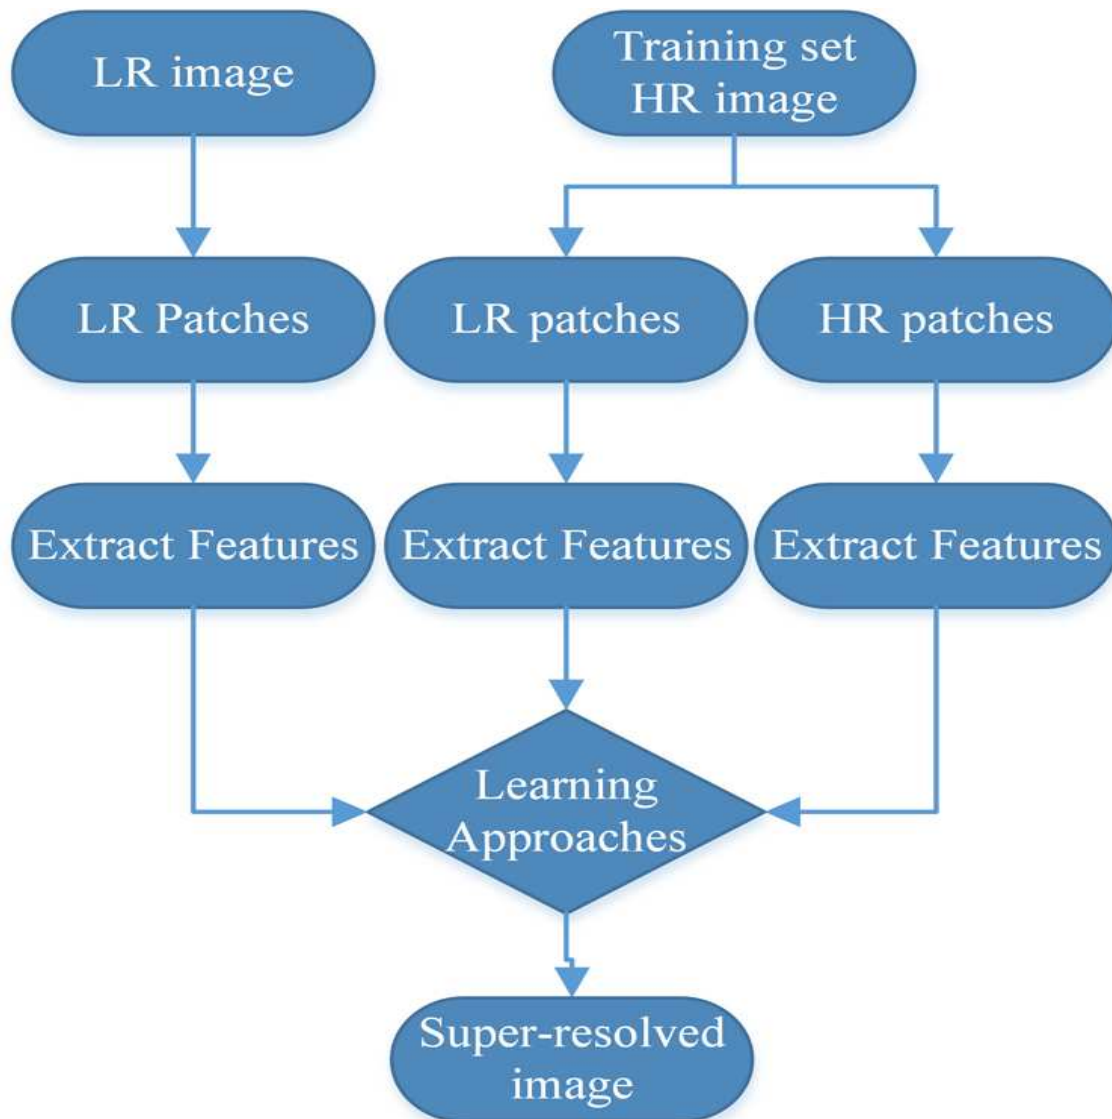 LR image
Training set
HR image
LR Patches
LR patches
HR patches
Extract Features
Extract Features
Extract Features
Learning
Approaches
Super-resolved
image